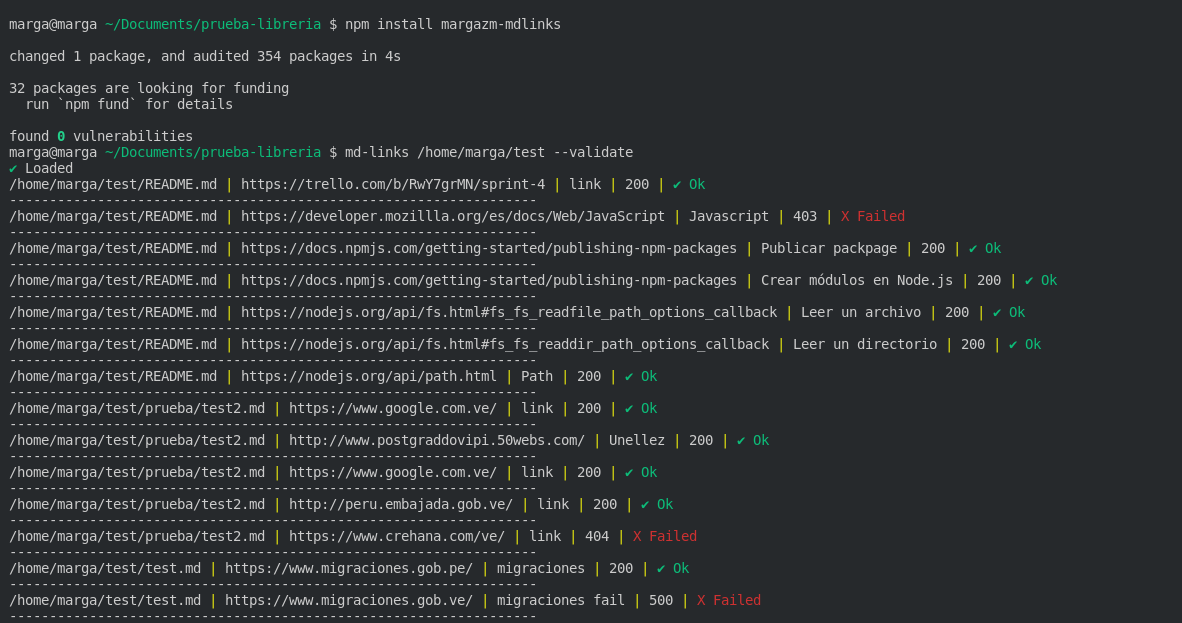 marga@marga ~/Documents/prueba-libreria $ npm install margazm-mdlinks
changed 1 package, and audited 354 packages in 4s
32 packages are looking for funding
  run `npm fund` for details
found 0 vulnerabilities
marga@marga ~/Documents/prueba-libreria $ md-links /home/marga/test --validate
✔ Loaded
/home/marga/test/README.md | https://trello.com/b/RwY7grMN/sprint-4 | link | 200 | ✔ Ok
------------------------------------------------------------------
/home/marga/test/README.md | https://developer.mozillla.org/es/docs/Web/JavaScript | Javascript | 403 | X Failed
------------------------------------------------------------------
/home/marga/test/README.md | https://docs.npmjs.com/getting-started/publishing-npm-packages | Publicar packpage | 200 | ✔ Ok
------------------------------------------------------------------
/home/marga/test/README.md | https://docs.npmjs.com/getting-started/publishing-npm-packages | Crear módulos en Node.js | 200 | ✔ Ok
------------------------------------------------------------------
/home/marga/test/README.md | https://nodejs.org/api/fs.html#fs_fs_readfile_path_options_callback | Leer un archivo | 200 | ✔ Ok
------------------------------------------------------------------
/home/marga/test/README.md | https://nodejs.org/api/fs.html#fs_fs_readdir_path_options_callback | Leer un directorio | 200 | ✔ Ok
------------------------------------------------------------------
/home/marga/test/README.md | https://nodejs.org/api/path.html | Path | 200 | ✔ Ok
------------------------------------------------------------------
/home/marga/test/prueba/test2.md | https://www.google.com.ve/ | link | 200 | ✔ Ok
------------------------------------------------------------------
/home/marga/test/prueba/test2.md | http://www.postgraddovipi.50webs.com/ | Unellez | 200 | ✔ Ok
------------------------------------------------------------------
/home/marga/test/prueba/test2.md | https://www.google.com.ve/ | link | 200 | ✔ Ok
------------------------------------------------------------------
/home/marga/test/prueba/test2.md | http://peru.embajada.gob.ve/ | link | 200 | ✔ Ok
------------------------------------------------------------------
/home/marga/test/prueba/test2.md | https://www.crehana.com/ve/ | link | 404 | X Failed
------------------------------------------------------------------
/home/marga/test/test.md | https://www.migraciones.gob.pe/ | migraciones | 200 | ✔ Ok
------------------------------------------------------------------
/home/marga/test/test.md | https://www.migraciones.gob.ve/ | migraciones fail | 500 | X Failed
------------------------------------------------------------------